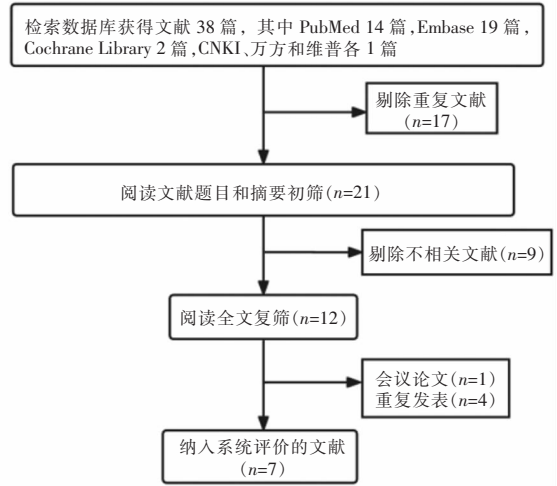 检索数据库获得文献 38 篇，其中 PubMed 14 篇,Embase 19 篇，
Cochrane Library 2 篇,CNKI、万方和维普各 1 篇
剔除重复文献
(n=17)
阅读文献题目和摘要初筛(n=21)
剔除不相关文献(n=9)
阅读全文复筛(n=12)
会议论文(n=1)
重复发表(n=4)
纳入系统评价的文献
(n=7)